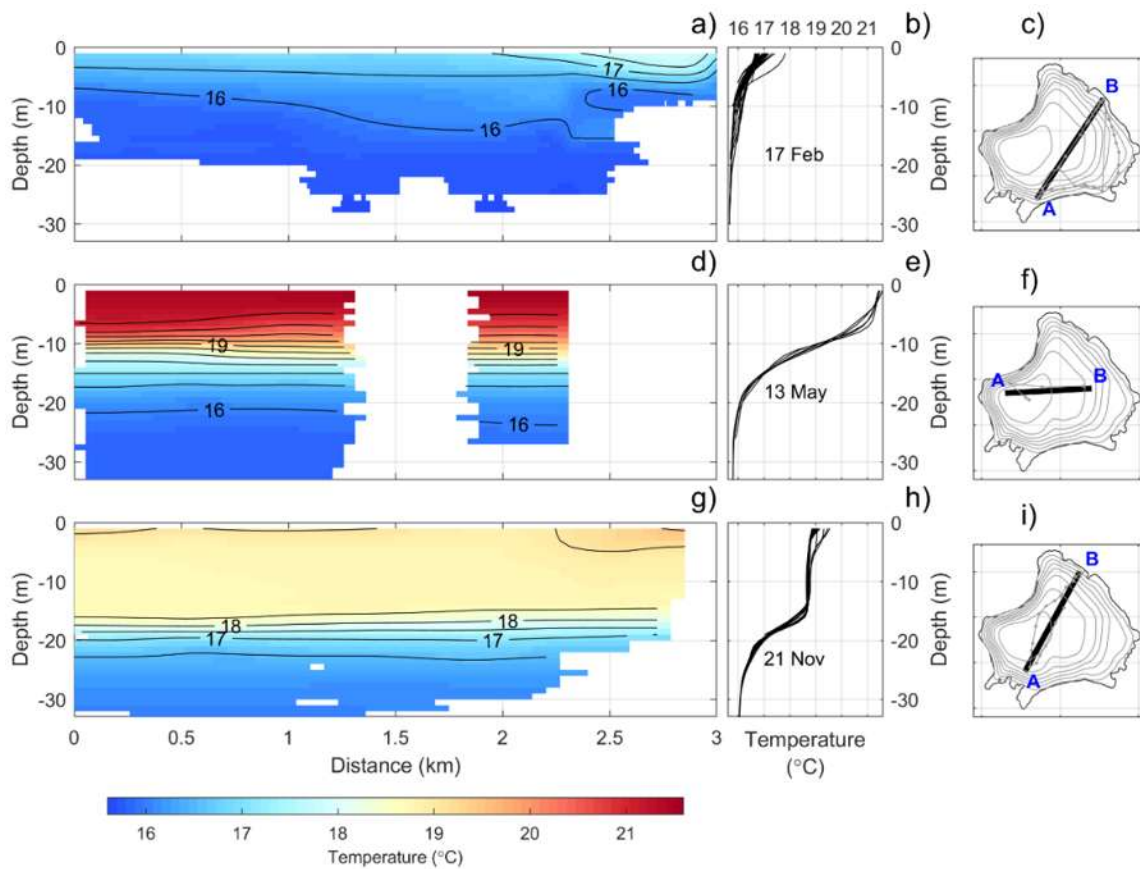 a)
16 17 18 19 20 21
b)
c)
0
-10
-20
-30
Depth (m)
17
16
16
17 Feb
0
-10
-20
-30
Depth (m)
B
A
d)
e)
f)
0
-10
-20
-30
Depth (m)
19
19
16
16
13 May
0
-10
-20
-30
Depth (m)
A
B
g)
h)
i)
0
-10
-20
-30
Depth (m)
18
18
17
17
21 Nov
0
-10
-20
-30
Depth (m)
B
A
0 0.5 1 1.5 2 2.5 3
Distance (km)
Temperature
(°C)
16 17 18 19 20 21
Temperature (°C)